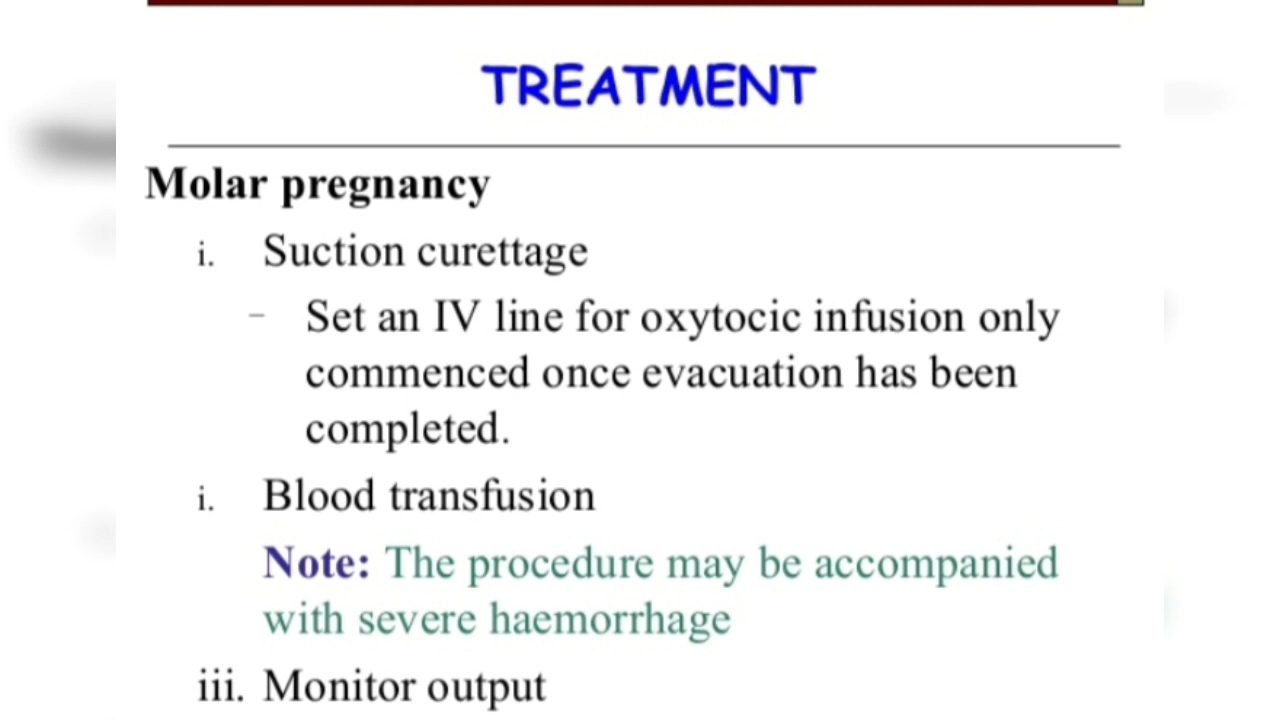 TREATMENT
Molar pregnancy
i. Suction curettage
– Set an IV line for oxytocic infusion only
commenced once evacuation has been
completed.
i. Blood transfusion
Note: The procedure may be accompanied
with severe haemorrhage
iii. Monitor output